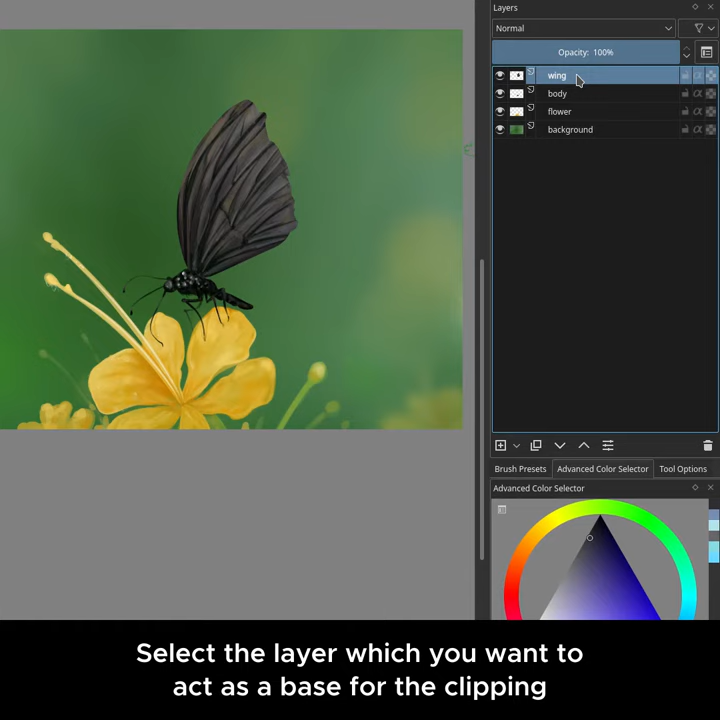 Layers
Normal
Opacity: 100%
wing
body
flower
background
Brush Presets
Advanced Color Selector
Tool Options
Advanced Color Selector
Select the layer which you want to
act as a base for the clipping